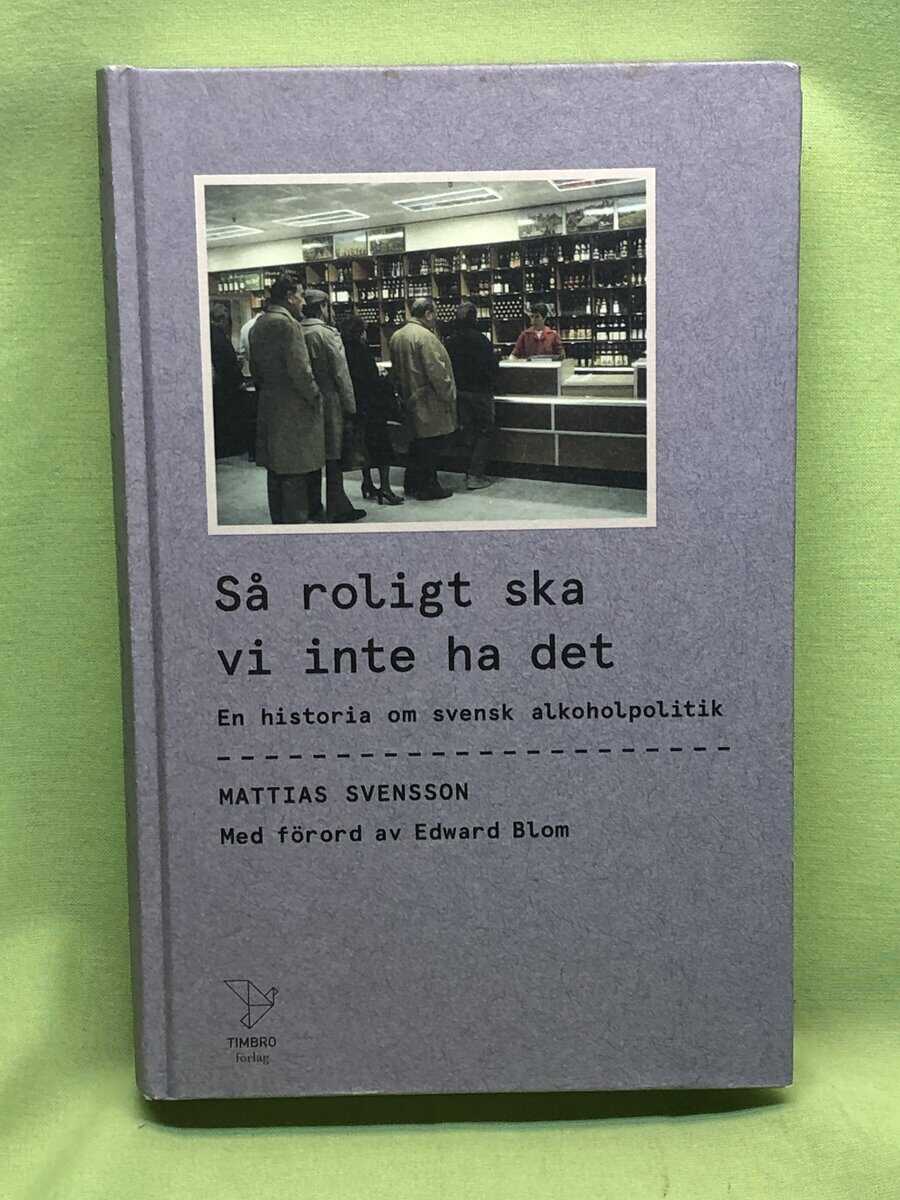 Så roligt ska
vi inte ha det
En historia om svensk alkoholpolitik
MATTIAS SVENSSON
Med förord av Edward Blom
TIMBRO
förlag